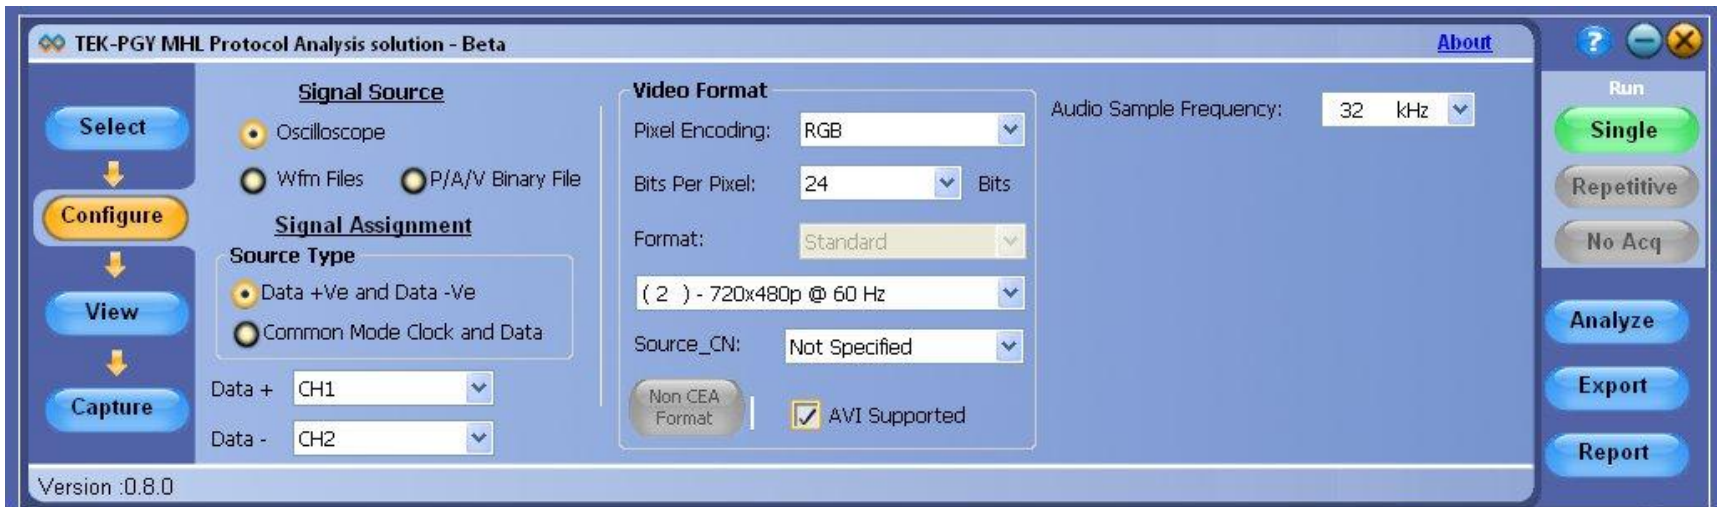 TEK-PGY MHL Protocol Analysis solution - Beta
About
?
Select
Configure
View
Capture
Signal Source
Oscilloscope
Wfm Files
P/A/V Binary File
Signal Assignment
Source Type
Data +Ve and Data -Ve
Common Mode Clock and Data
Data + CH1
Data - CH2
Video Format
Pixel Encoding: RGB
Bits Per Pixel: 24 Bits
Format: Standard
( 2 ) - 720x480p @ 60 Hz
Source_CN: Not Specified
Non CEA
Format
AVI Supported
Audio Sample Frequency: 32 kHz
Run
Single
Repetitive
No Acq
Analyze
Export
Report
Version :0.8.0